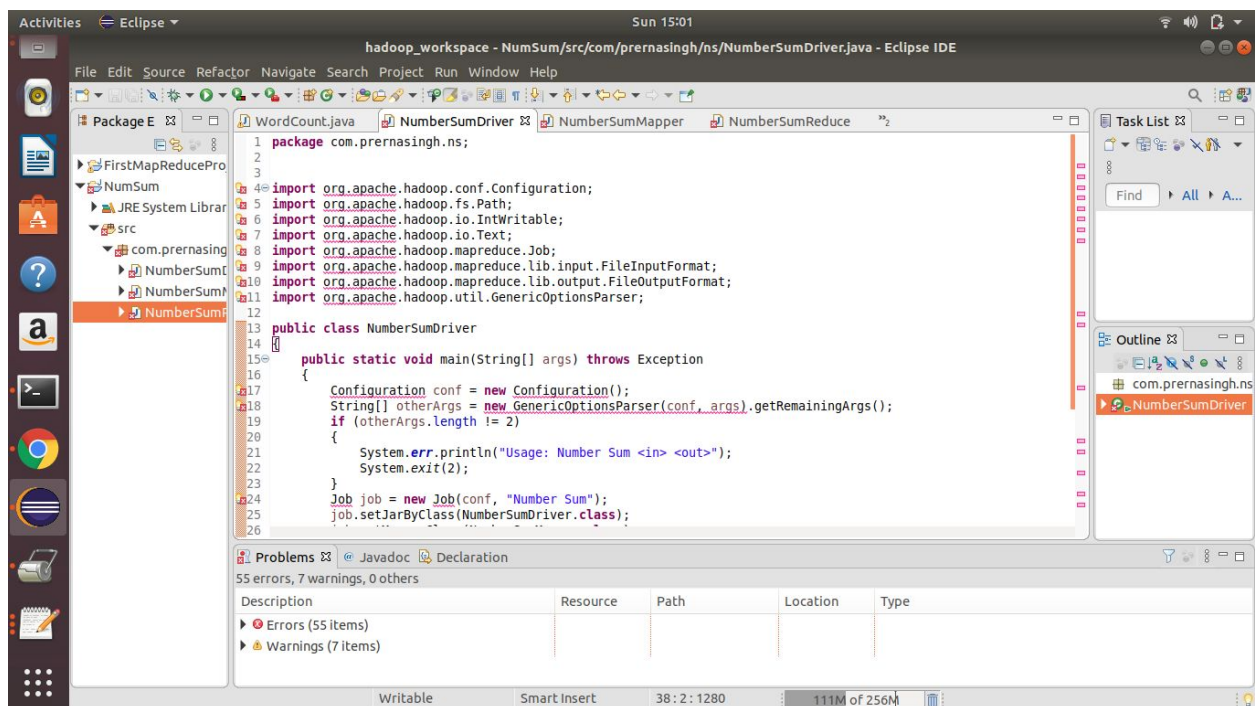 Activities Eclipse Sun 15:01
hadoop_workspace - NumSum/src/com/prernasingh/ns/NumberSumDriver.java - Eclipse IDE
File Edit Source Refactor Navigate Search Project Run Window Help
Package E
FirstMapReducePro
NumSum
JRE System Librar
src
com.prernasing
NumberSumD
NumberSumM
NumberSumR
WordCount.java NumberSumDriver NumberSumMapper NumberSumReduce »2
1 package com.prernasingh.ns;
2
3
4 import org.apache.hadoop.conf.Configuration;
5 import org.apache.hadoop.fs.Path;
6 import org.apache.hadoop.io.IntWritable;
7 import org.apache.hadoop.io.Text;
8 import org.apache.hadoop.mapreduce.Job;
9 import org.apache.hadoop.mapreduce.lib.input.FileInputFormat;
10 import org.apache.hadoop.mapreduce.lib.output.FileOutputFormat;
11 import org.apache.hadoop.util.GenericOptionsParser;
12
13 public class NumberSumDriver
14 {
15 public static void main(String[] args) throws Exception
16 {
17 Configuration conf = new Configuration();
18 String[] otherArgs = new GenericOptionsParser(conf, args).getRemainingArgs();
19 if (otherArgs.length != 2)
20 {
21 System.err.println("Usage: Number Sum <in> <out>");
22 System.exit(2);
23 }
24 Job job = new Job(conf, "Number Sum");
25 job.setJarByClass(NumberSumDriver.class);
26
Task List
Find All A...
Outline
com.prernasingh.ns
NumberSumDriver
Problems Javadoc Declaration
55 errors, 7 warnings, 0 others
Description Resource Path Location Type
Errors (55 items)
Warnings (7 items)
Writable Smart Insert 38 : 2 : 1280 111M of 256M